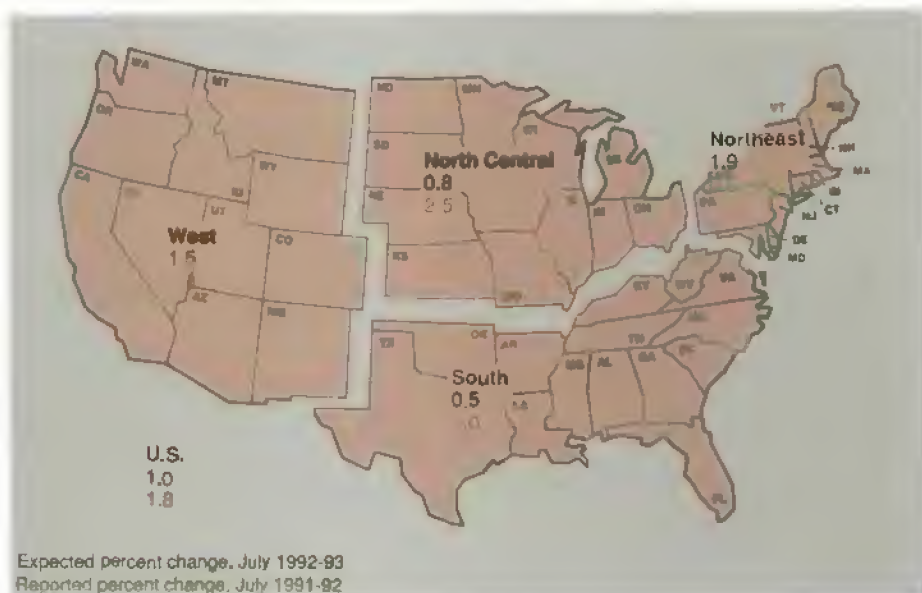 WA
MT
ND
MN
VT
OR
Northeast
1.9
NH
SD
North Central
0.8
2.5
WY
MA
CA
ID
NE
PA
CT
NJ
UT
IN
OH
West
1.5
CO
DE
KS
MD
WV
VA
KY
AZ
TX
OK
AR
TN
South
0.5
AL
GA
LA
U.S.
1.0
1.8
FL
Expected percent change, July 1992-93
Reported percent change, July 1991-92